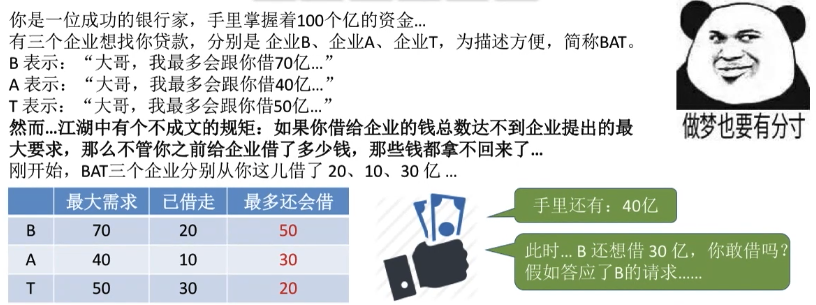 你是一位成功的银行家，手里掌握着100个亿的资金...
有三个企业想找你贷款，分别是 企业B、企业A、企业T，为描述方便，简称BAT。
B 表示：“大哥，我最多会跟你借70亿...”
A 表示：“大哥，我最多会跟你借40亿...”
T 表示：“大哥，我最多会跟你借50亿...”
然而...江湖中有个不成文的规矩：如果你借给企业的钱总数达不到企业提出的最
大要求，那么不管你之前给企业借了多少钱，那些钱都拿不回来了...
刚开始，BAT三个企业分别从你这儿借了 20、10、30 亿 ...
做梦也要有分寸
最大需求 已借走 最多还会借
B 70 20 50
A 40 10 30
T 50 30 20
手里还有：40亿
此时... B 还想借 30 亿，你敢借吗？
假如答应了B的请求......